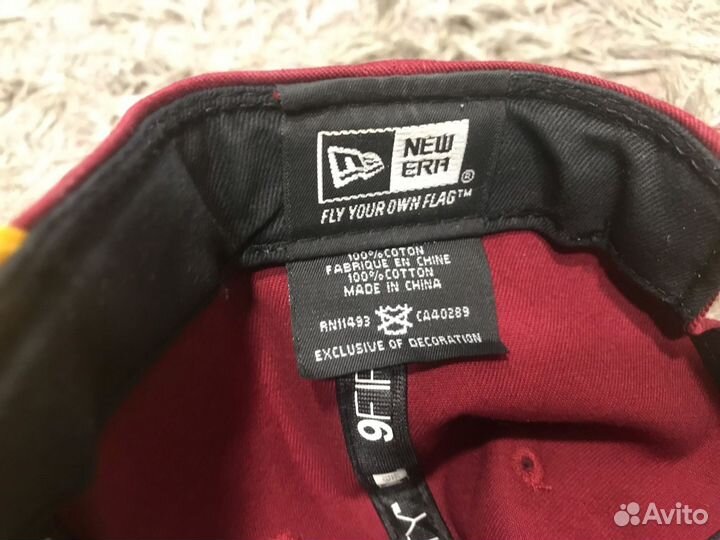 NEW
ERA®
FLY YOUR OWN FLAG™
100%COTON
FABRIQUE EN CHINE
100%COTTON
MADE IN CHINA
RN11493 CA40289
EXCLUSIVE OF DECORATION
9FIF
Avito